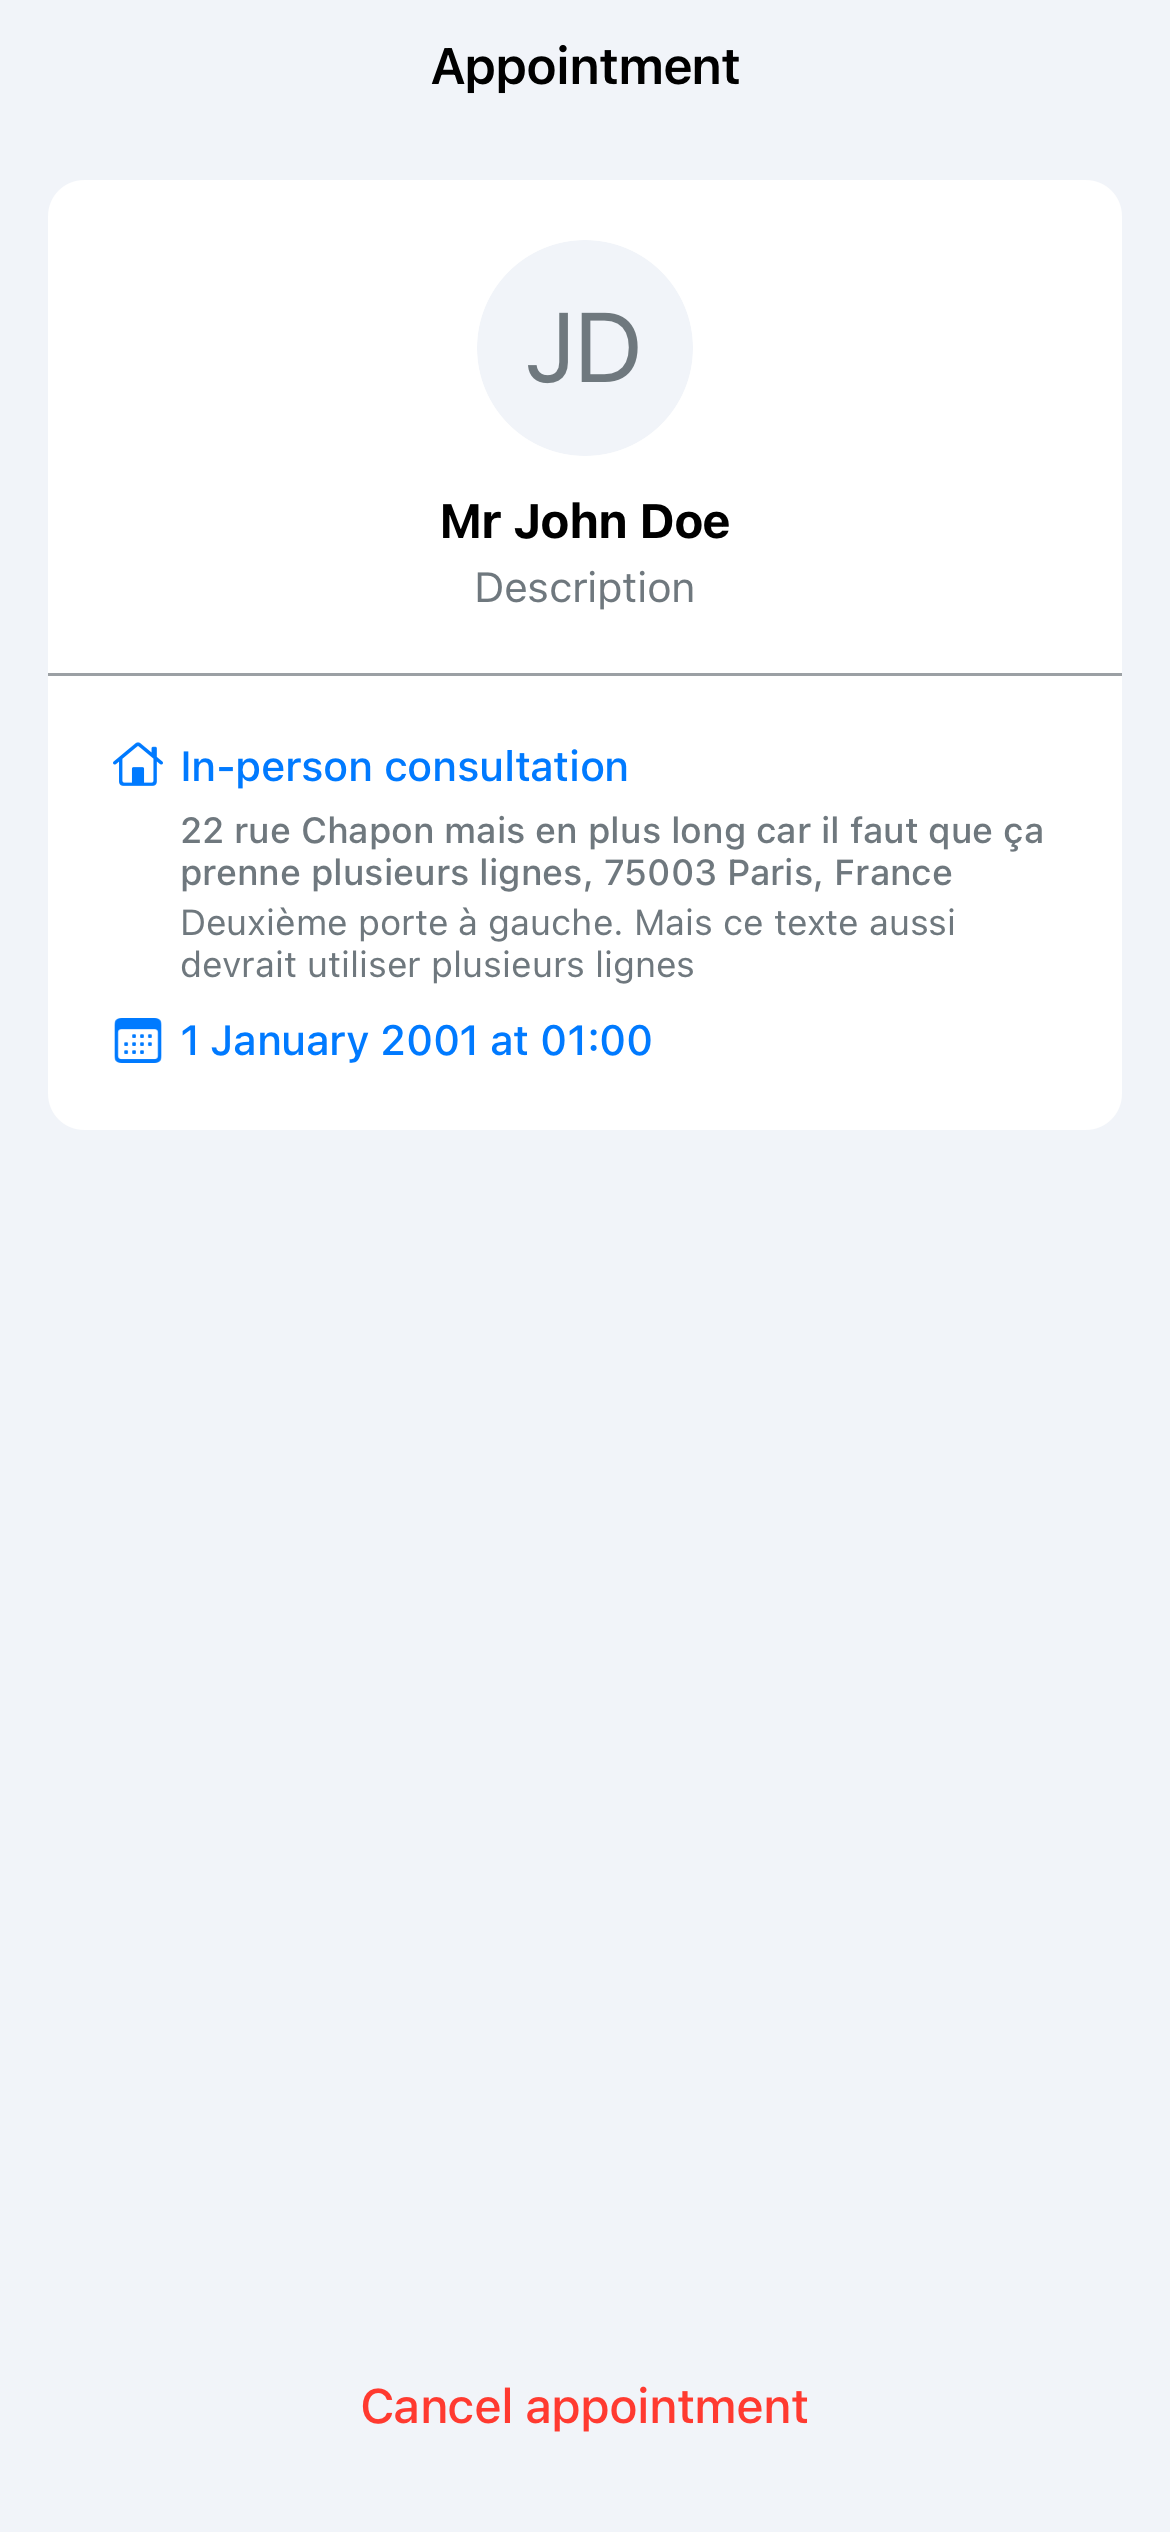 Appointment
JD
Mr John Doe
Description
In-person consultation
22 rue Chapon mais en plus long car il faut que ça
prenne plusieurs lignes, 75003 Paris, France
Deuxième porte à gauche. Mais ce texte aussi
devrait utiliser plusieurs lignes
1 January 2001 at 01:00
Cancel appointment